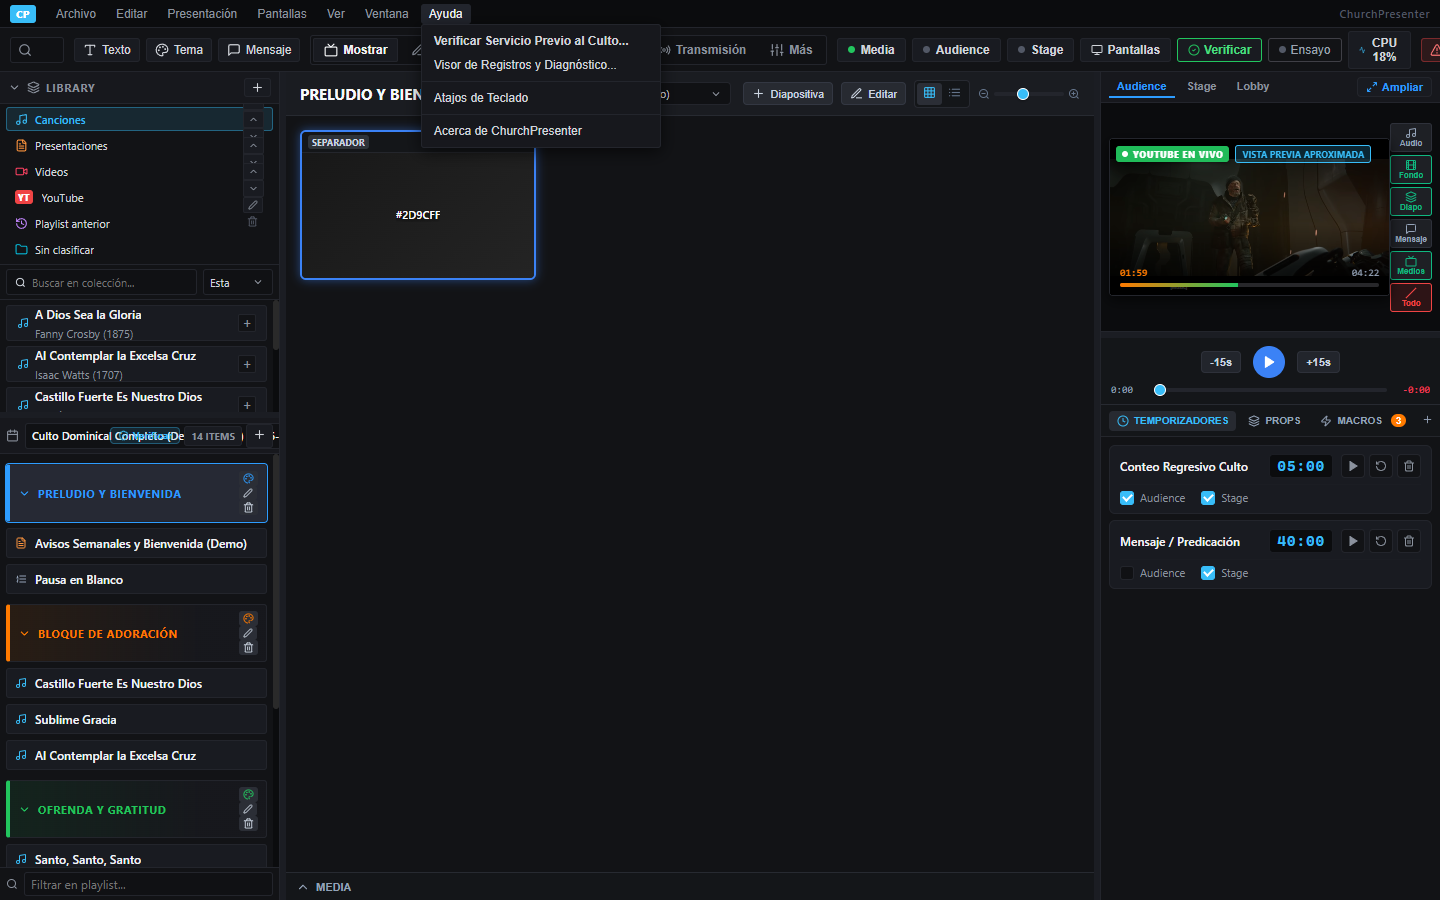 CP Archivo Editar Presentación Pantallas Ver Ventana Ayuda ChurchPresenter
Texto Tema Mensaje Mostrar Transmisión Más Media Audience Stage Pantallas Verificar Ensayo CPU 18%
Verificar Servicio Previo al Culto...
Visor de Registros y Diagnóstico...
Atajos de Teclado
Acerca de ChurchPresenter
LIBRARY
Canciones
Presentaciones
Videos
YT YouTube
Playlist anterior
Sin clasificar
Buscar en colección... Esta
A Dios Sea la Gloria
Fanny Crosby (1875)
Al Contemplar la Excelsa Cruz
Isaac Watts (1707)
Castillo Fuerte Es Nuestro Dios
Culto Dominical Completo (De 14 ITEMS
PRELUDIO Y BIENVENIDA
Avisos Semanales y Bienvenida (Demo)
Pausa en Blanco
BLOQUE DE ADORACIÓN
Castillo Fuerte Es Nuestro Dios
Sublime Gracia
Al Contemplar la Excelsa Cruz
OFRENDA Y GRATITUD
Santo, Santo, Santo
Filtrar en playlist...
PRELUDIO Y BIEN o) Diapositiva Editar
SEPARADOR
#2D9CFF
MEDIA
Audience Stage Lobby Ampliar
YOUTUBE EN VIVO VISTA PREVIA APROXIMADA
01:59 04:22
Audio
Fondo
Diapo
Mensaje
Medios
Todo
-15s +15s
0:00 -0:00
TEMPORIZADORES PROPS MACROS 3
Conteo Regresivo Culto 05:00
Audience Stage
Mensaje / Predicación 40:00
Audience Stage